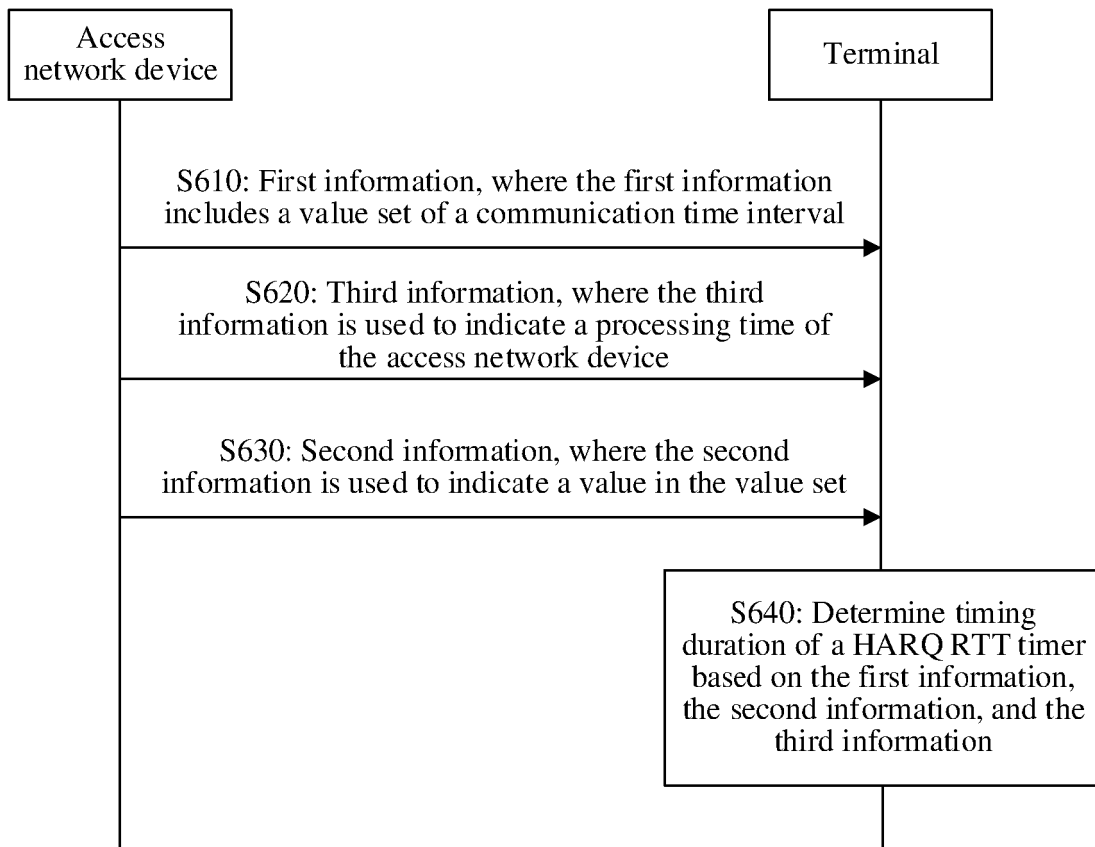 Access
network device
Terminal
S610: First information, where the first information
includes a value set of a communication time interval
S620: Third information, where the third
information is used to indicate a processing time of
the access network device
S630: Second information, where the second
information is used to indicate a value in the value set
S640: Determine timing
duration of a HARQ RTT timer
based on the first information,
the second information, and the
third information